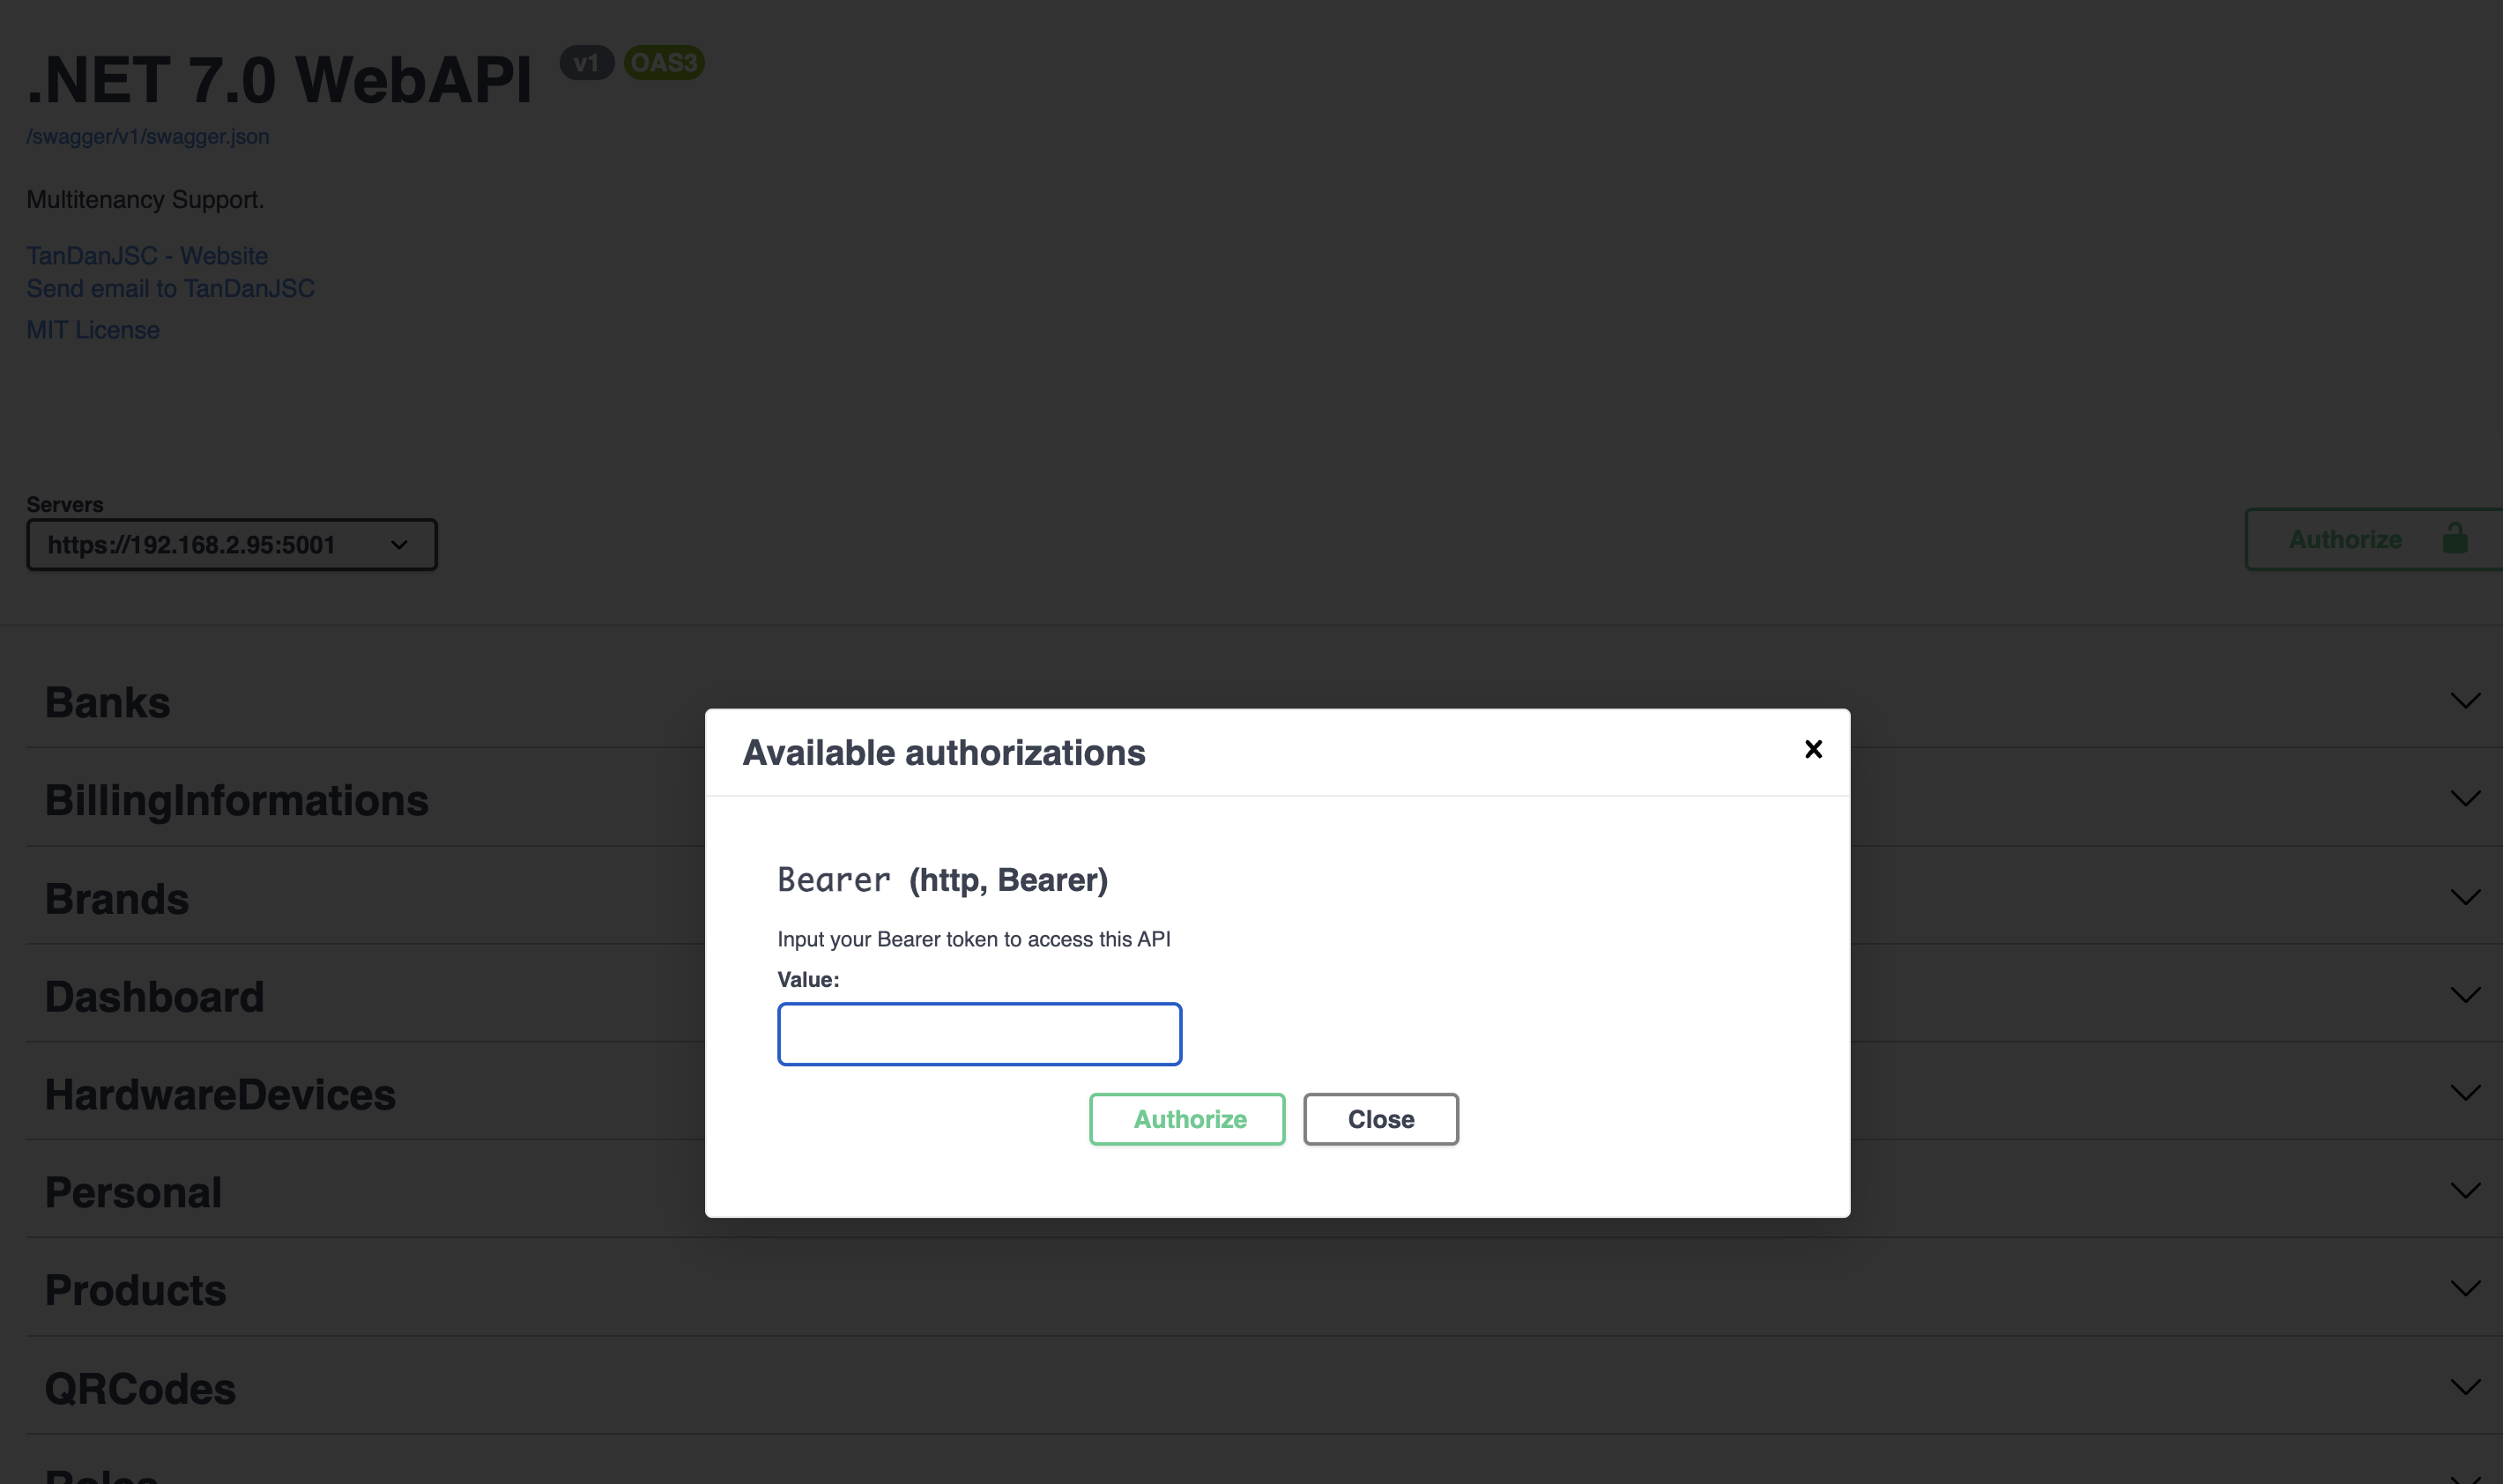 .NET 7.0 WebAPI v1 OAS3
/swagger/v1/swagger.json
Multitenancy Support.
TanDanJSC - Website
Send email to TanDanJSC
MIT License
Servers
https://192.168.2.95:5001
Authorize
Banks
BillingInformations
Brands
Dashboard
HardwareDevices
Personal
Products
QRCodes
Roles
Available authorizations
Bearer (http, Bearer)
Input your Bearer token to access this API
Value:
Authorize Close